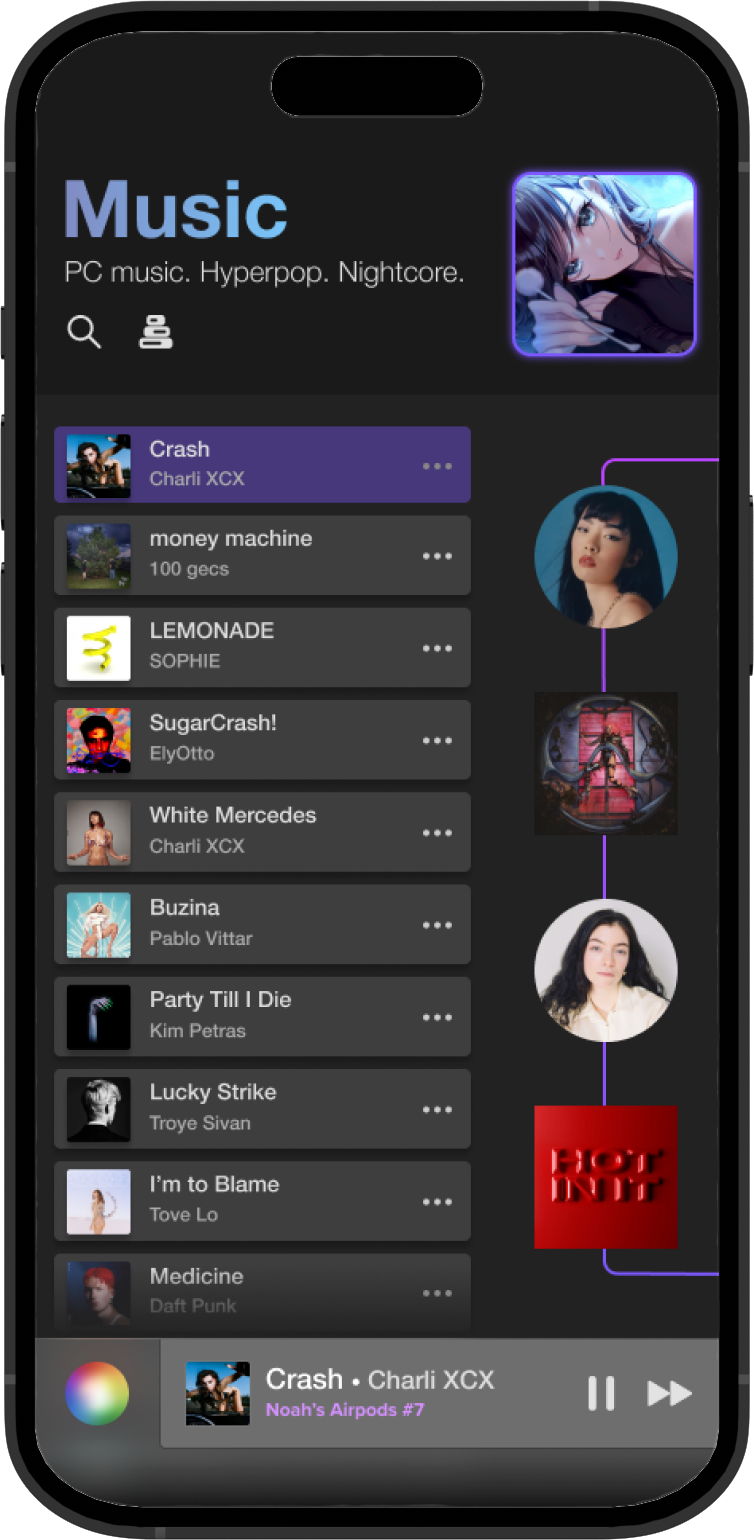 Music
PC music. Hyperpop. Nightcore.
Crash
Charli XCX
money machine
100 gecs
LEMONADE
SOPHIE
SugarCrash!
ElyOtto
White Mercedes
Charli XCX
Buzina
Pablo Vittar
Party Till I Die
Kim Petras
Lucky Strike
Troye Sivan
I’m to Blame
Tove Lo
Medicine
Daft Punk
HOT
IN IT
Crash • Charli XCX
Noah's Airpods #7